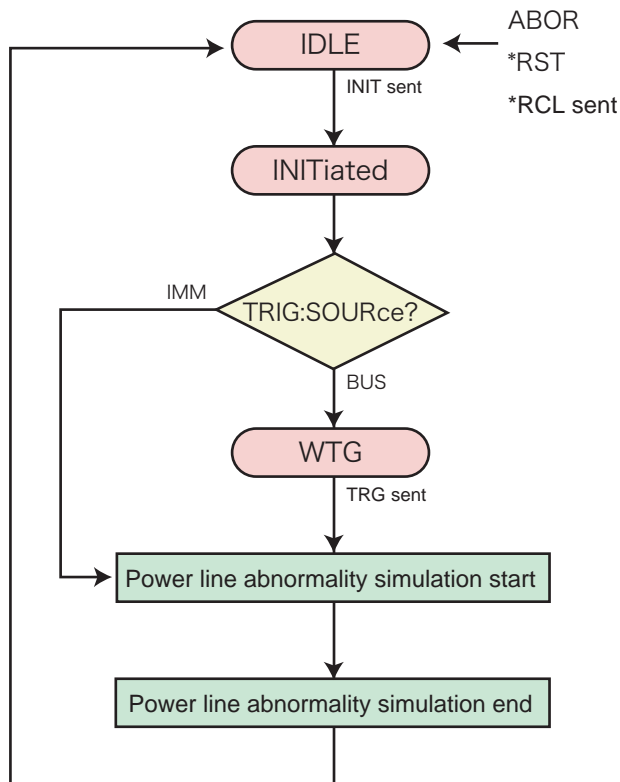 IDLE
ABOR
*RST
*RCL sent
INIT sent
INITiated
IMM
TRIG:SOURce?
BUS
WTG
TRG sent
Power line abnormality simulation start
Power line abnormality simulation end